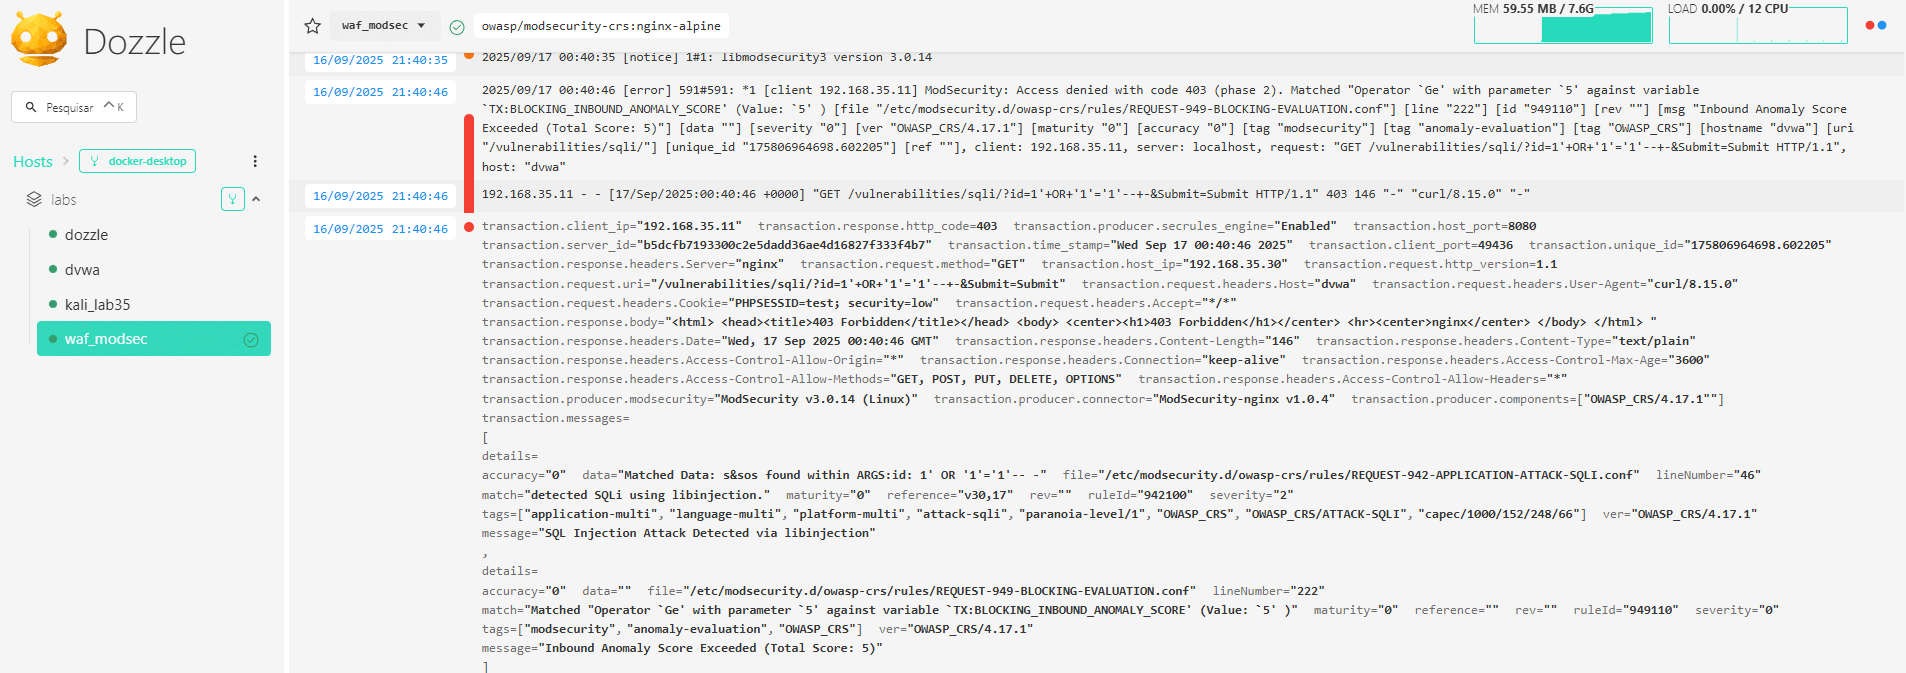 Dozzle
Pesquisar ^ K
Hosts
docker-desktop
labs
dozzle
dvwa
kali_lab35
waf_modsec
waf_modsec
owasp/modsecurity-crs:nginx-alpine
MEM 59.55 MB / 7.6G
LOAD 0.00% / 12 CPU
16/09/2025 21:40:35 2025/09/17 00:40:35 [notice] 1#1: libmodsecurity3 version 3.0.14
16/09/2025 21:40:46 2025/09/17 00:40:46 [error] 591#591: *1 [client 192.168.35.11] ModSecurity: Access denied with code 403 (phase 2). Matched "Operator `Ge' with parameter `5' against variable
`TX:BLOCKING_INBOUND_ANOMALY_SCORE' (Value: `5' ) [file "/etc/modsecurity.d/owasp-crs/rules/REQUEST-949-BLOCKING-EVALUATION.conf"] [line "222"] [id "949110"] [rev ""] [msg "Inbound Anomaly Score
Exceeded (Total Score: 5)"] [data ""] [severity "0"] [ver "OWASP_CRS/4.17.1"] [maturity "0"] [accuracy "0"] [tag "modsecurity"] [tag "anomaly-evaluation"] [tag "OWASP_CRS"] [hostname "dvwa"] [uri
"/vulnerabilities/sqli/"] [unique_id "175806964698.602205"] [ref ""], client: 192.168.35.11, server: localhost, request: "GET /vulnerabilities/sqli/?id=1'+OR+'1'='1'--+-&Submit=Submit HTTP/1.1",
host: "dvwa"
16/09/2025 21:40:46 192.168.35.11 - - [17/Sep/2025:00:40:46 +0000] "GET /vulnerabilities/sqli/?id=1'+OR+'1'='1'--+-&Submit=Submit HTTP/1.1" 403 146 "-" "curl/8.15.0" "-"
16/09/2025 21:40:46 transaction.client_ip="192.168.35.11" transaction.response.http_code=403 transaction.producer.secrules_engine="Enabled" transaction.host_port=8080
transaction.server_id="b5dcfb7193300c2e5dadd36ae4d16827f333f4b7" transaction.time_stamp="Wed Sep 17 00:40:46 2025" transaction.client_port=49436 transaction.unique_id="175806964698.602205"
transaction.response.headers.Server="nginx" transaction.request.method="GET" transaction.host_ip="192.168.35.30" transaction.request.http_version=1.1
transaction.request.uri="/vulnerabilities/sqli/?id=1'+OR+'1'='1'--+-&Submit=Submit" transaction.request.headers.Host="dvwa" transaction.request.headers.User-Agent="curl/8.15.0"
transaction.request.headers.Cookie="PHPSESSID=test; security=low" transaction.request.headers.Accept="*/*"
transaction.response.body="<html> <head><title>403 Forbidden</title></head> <body> <center><h1>403 Forbidden</h1></center> <hr><center>nginx</center> </body> </html> "
transaction.response.headers.Date="Wed, 17 Sep 2025 00:40:46 GMT" transaction.response.headers.Content-Length="146" transaction.response.headers.Content-Type="text/plain"
transaction.response.headers.Access-Control-Allow-Origin="*" transaction.response.headers.Connection="keep-alive" transaction.response.headers.Access-Control-Max-Age="3600"
transaction.response.headers.Access-Control-Allow-Methods="GET, POST, PUT, DELETE, OPTIONS" transaction.response.headers.Access-Control-Allow-Headers="*"
transaction.producer.modsecurity="ModSecurity v3.0.14 (Linux)" transaction.producer.connector="ModSecurity-nginx v1.0.4" transaction.producer.components=["OWASP_CRS/4.17.1""]
transaction.messages=
[
details=
accuracy="0" data="Matched Data: s&sos found within ARGS:id: 1' OR '1'='1'-- -" file="/etc/modsecurity.d/owasp-crs/rules/REQUEST-942-APPLICATION-ATTACK-SQLI.conf" lineNumber="46"
match="detected SQLi using libinjection." maturity="0" reference="v30,17" rev="" ruleId="942100" severity="2"
tags=["application-multi", "language-multi", "platform-multi", "attack-sqli", "paranoia-level/1", "OWASP_CRS", "OWASP_CRS/ATTACK-SQLI", "capec/1000/152/248/66"] ver="OWASP_CRS/4.17.1"
message="SQL Injection Attack Detected via libinjection"
,
details=
accuracy="0" data="" file="/etc/modsecurity.d/owasp-crs/rules/REQUEST-949-BLOCKING-EVALUATION.conf" lineNumber="222"
match="Matched "Operator `Ge' with parameter `5' against variable `TX:BLOCKING_INBOUND_ANOMALY_SCORE' (Value: `5' )" maturity="0" reference="" rev="" ruleId="949110" severity="0"
tags=["modsecurity", "anomaly-evaluation", "OWASP_CRS"] ver="OWASP_CRS/4.17.1"
message="Inbound Anomaly Score Exceeded (Total Score: 5)"
]